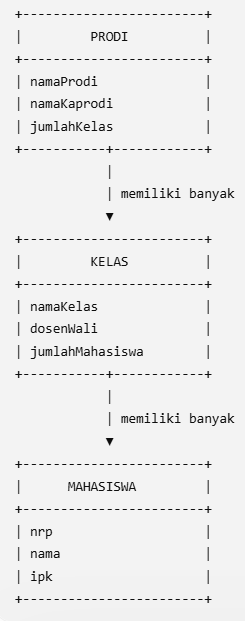 PRODI
namaProdi
namaKaprodi
jumlahKelas
memiliki banyak
KELAS
namaKelas
dosenWali
jumlahMahasiswa
memiliki banyak
MAHASISWA
nrp
nama
ipk